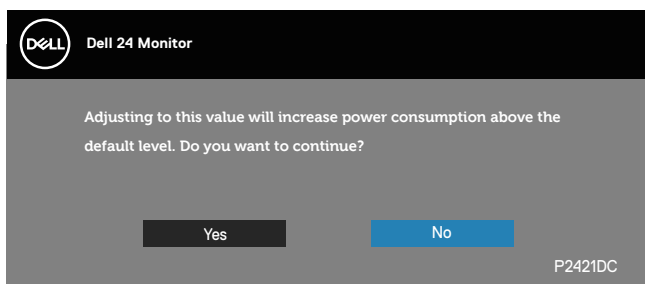 DELL
Dell 24 Monitor
Adjusting to this value will increase power consumption above the
default level. Do you want to continue?
Yes
No
P2421DC